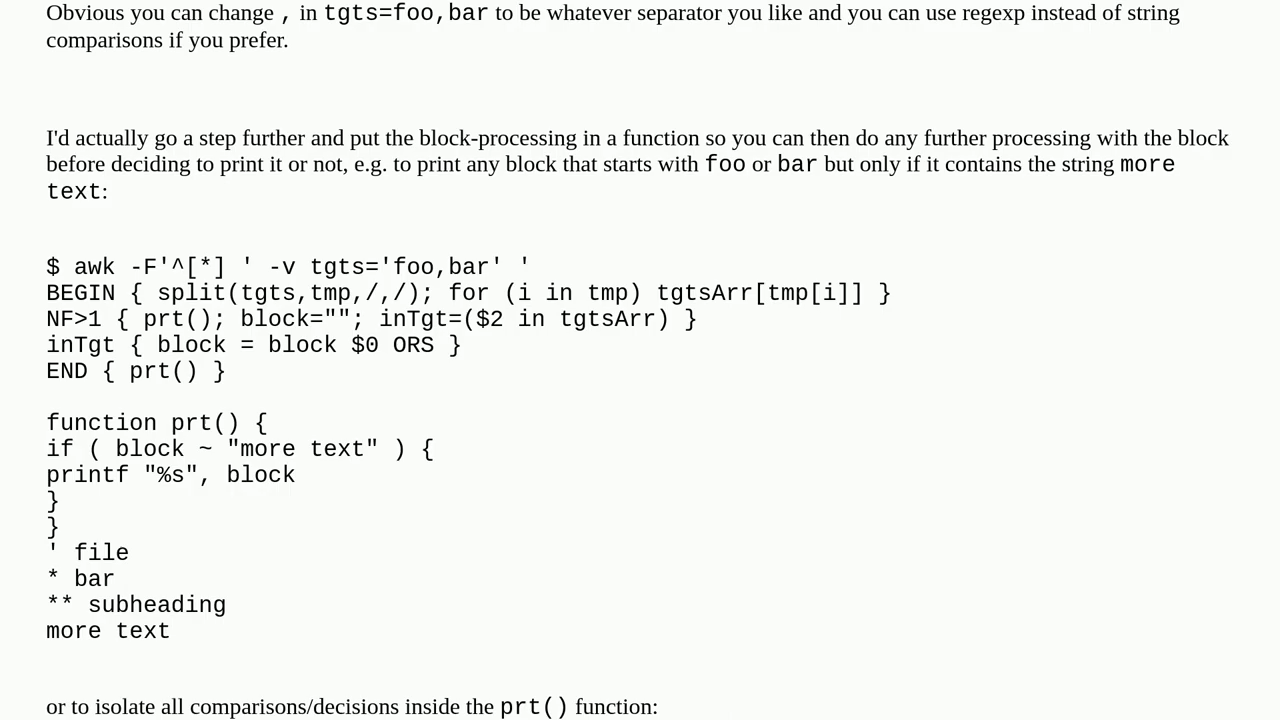 Obvious you can change , in tgts=foo,bar to be whatever separator you like and you can use regexp instead of string
comparisons if you prefer.
I'd actually go a step further and put the block-processing in a function so you can then do any further processing with the block
before deciding to print it or not, e.g. to print any block that starts with foo or bar but only if it contains the string more
text:
$ awk -F'^[*] ' -v tgts='foo,bar' '
BEGIN { split(tgts,tmp,/,/); for (i in tmp) tgtsArr[tmp[i]] }
NF>1 { prt(); block=""; inTgt=($2 in tgtsArr) }
inTgt { block = block $0 ORS }
END { prt() }
function prt() {
if ( block ~ "more text" ) {
printf "%s", block
}
}
' file
* bar
** subheading
more text
or to isolate all comparisons/decisions inside the prt() function: